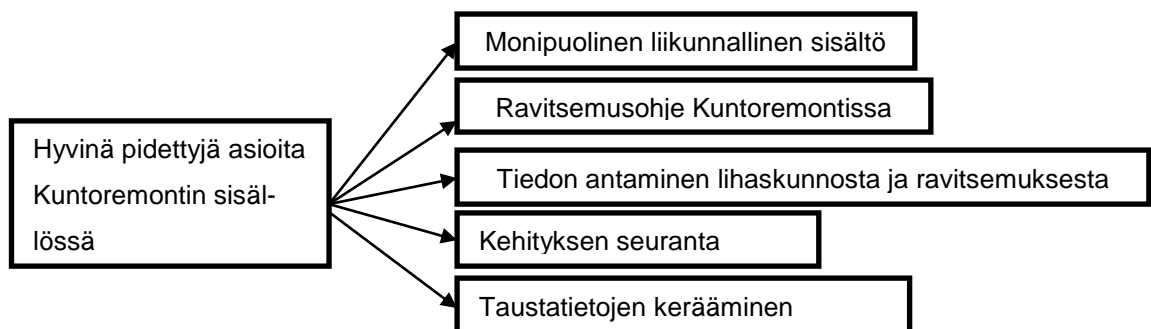 Hyvinä pidettyjä asioita
Kuntoremontin sisäl-
lössä
Monipuolinen liikunnallinen sisältö
Ravitsemusohje Kuntoremontissa
Tiedon antaminen lihaskunnosta ja ravitsemuksesta
Kehityksen seuranta
Taustatietojen kerääminen